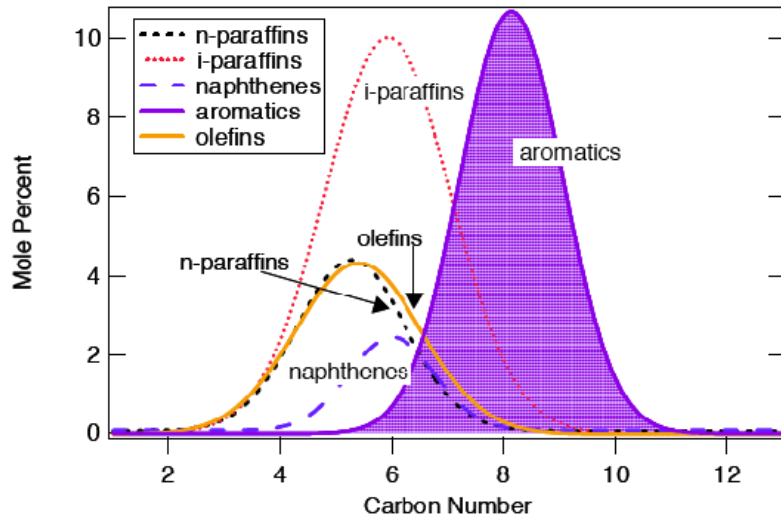 n-paraffins
i-paraffins
naphthenes
aromatics
olefins
10
8
6
4
2
0
Mole Percent
i-paraffins
aromatics
olefins
n-paraffins
naphthenes
2
4
6
8
10
12
Carbon Number